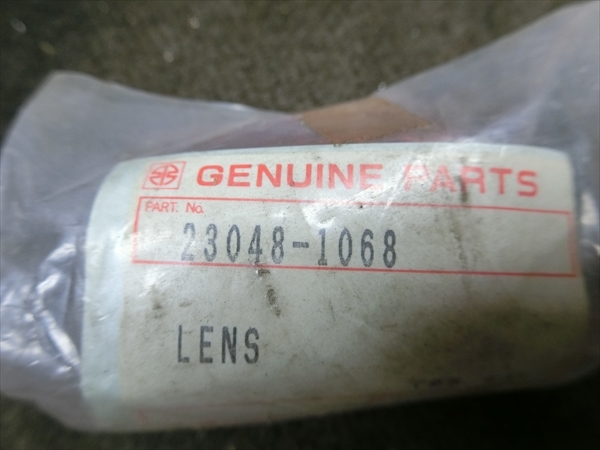 GENUINE PARTS
PART. No.
23048-1068
LENS